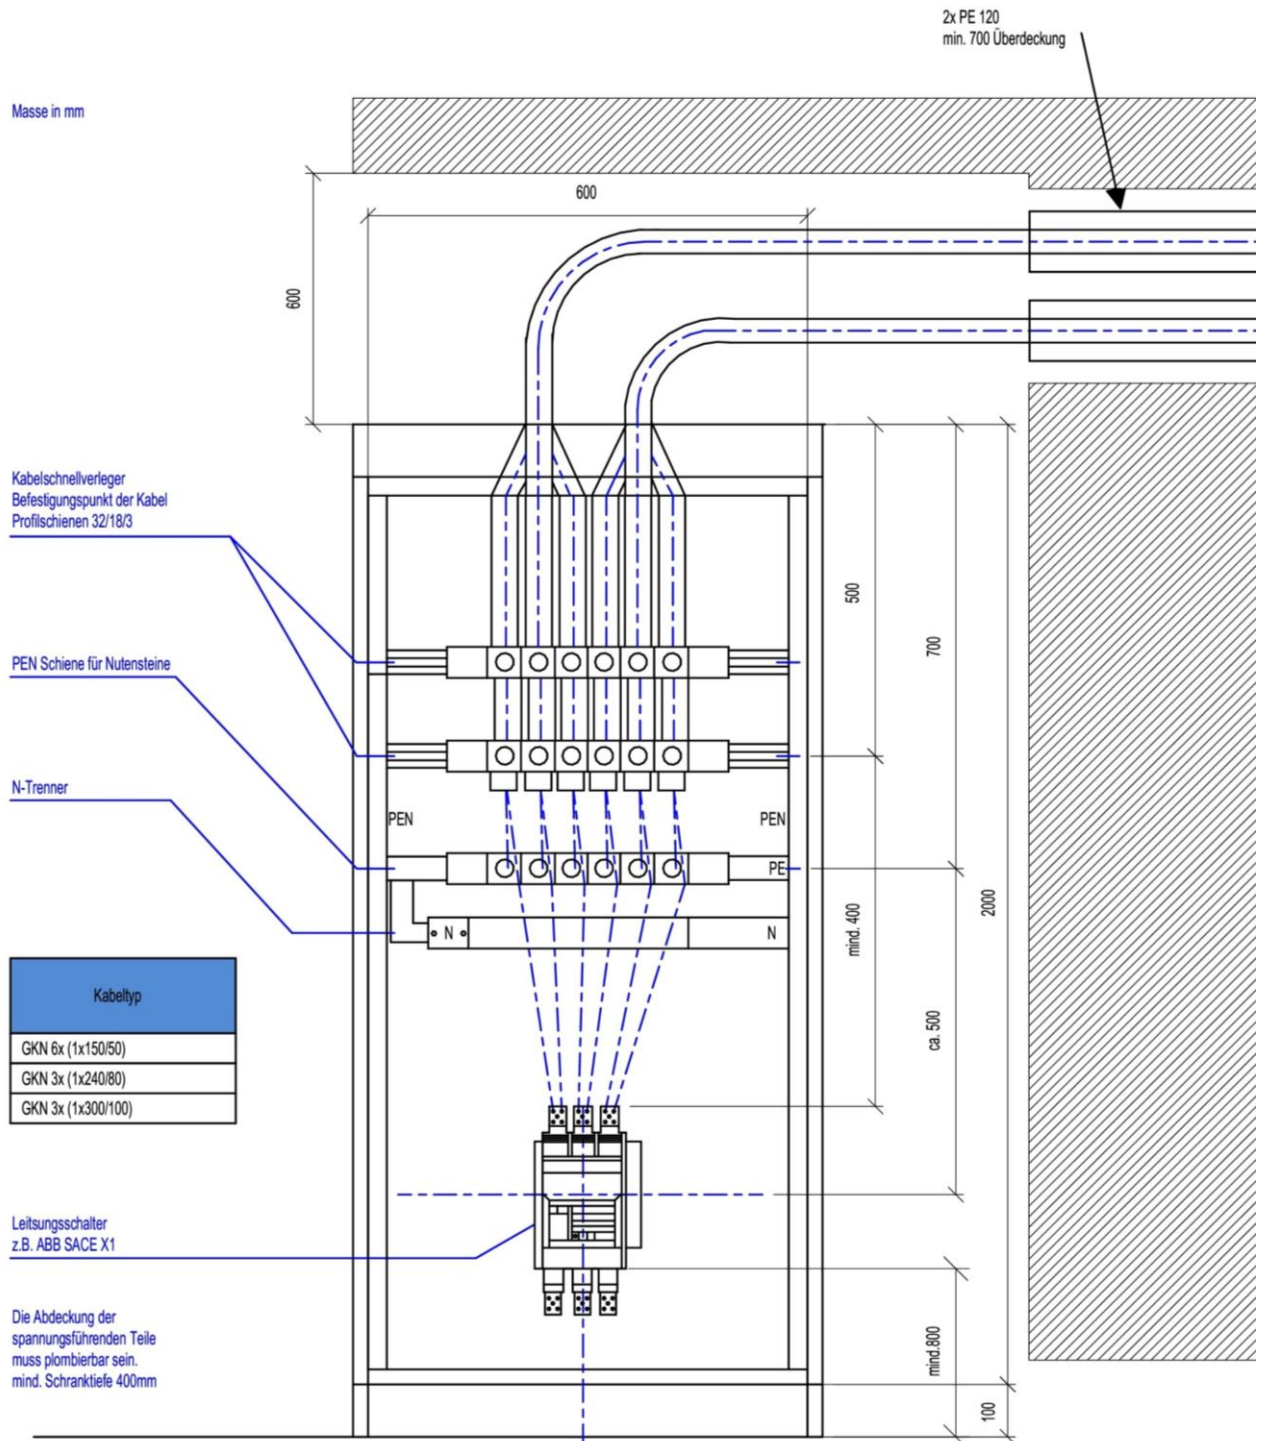 2x PE 120
min. 700 Überdeckung
Masse in mm
600
600
Kabelschnellverleger
Befestigungspunkt der Kabel
Profilschienen 32/18/3
500
700
PEN Schiene für Nutensteine
N-Trenner
PEN
PEN
PE
2000
mind. 400
N
N
Kabeltyp
GKN 6x (1x150/50)
GKN 3x (1x240/80)
GKN 3x (1x300/100)
ca. 500
Leitsungsschalter
z.B. ABB SACE X1
Die Abdeckung der
spannungsführenden Teile
muss plombierbar sein.
mind. Schranktiefe 400mm
mind.800
100